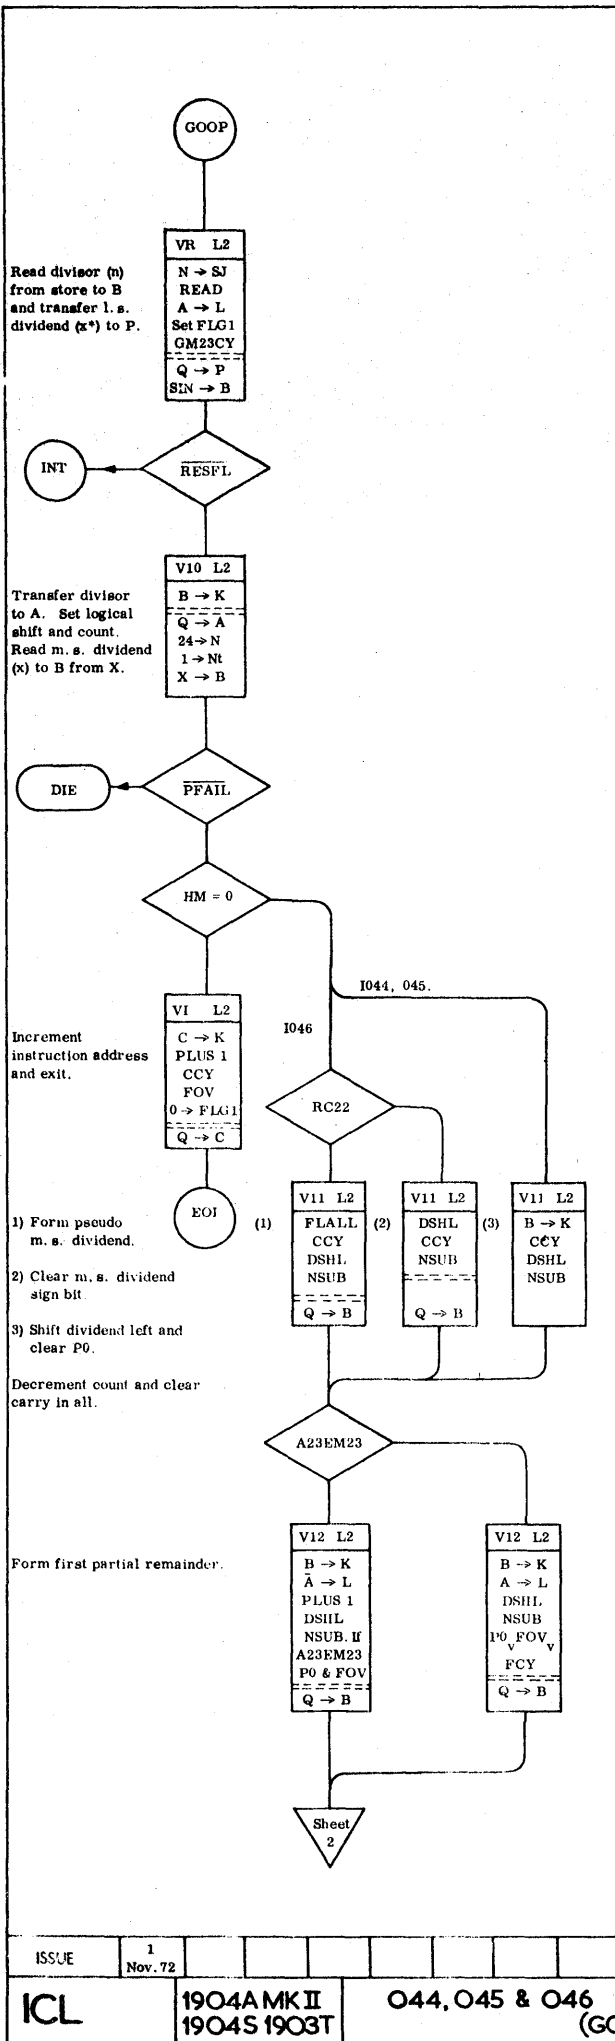 GOOP
Read divisor (n)
from store to B
and transfer l. s.
dividend (x*) to P.
VR L2
N → SJ
READ
A → L
Set FLG1
GM23CY
Q → P
SIN → B
INT
RESFL
Transfer divisor
to A. Set logical
shift and count.
Read m. s. dividend
(x) to B from X.
V10 L2
B → K
Q → A
24→N
1→Nt
X → B
DIE
PFAIL
HM = 0
I044, 045.
I046
Increment
instruction address
and exit.
VI L2
C → K
PLUS 1
CCY
FOV
0 → FLG1
Q → C
RC22
EOJ
1) Form pseudo
m. s. dividend.
2) Clear m. s. dividend
sign bit
3) Shift dividend left and
clear P0.
Decrement count and clear
carry in all.
(1)
V11 L2
FLALL
CCY
DSHL
NSUB
Q → B
(2)
V11 L2
DSHL
CCY
NSUB
Q → B
(3)
V11 L2
B → K
CCY
DSHL
NSUB
A23EM23
Form first partial remainder.
V12 L2
B → K
Ā → L
PLUS 1
DSHL
NSUB. If
A23EM23
P0 & FOV
Q → B
V12 L2
B → K
A → L
DSHL
NSUB
P0 v FOV v
FCY
Q → B
Sheet
2
ISSUE
1
Nov. 72
ICL
1904A MK II
1904S 1903T
044, 045 & 046
(GO